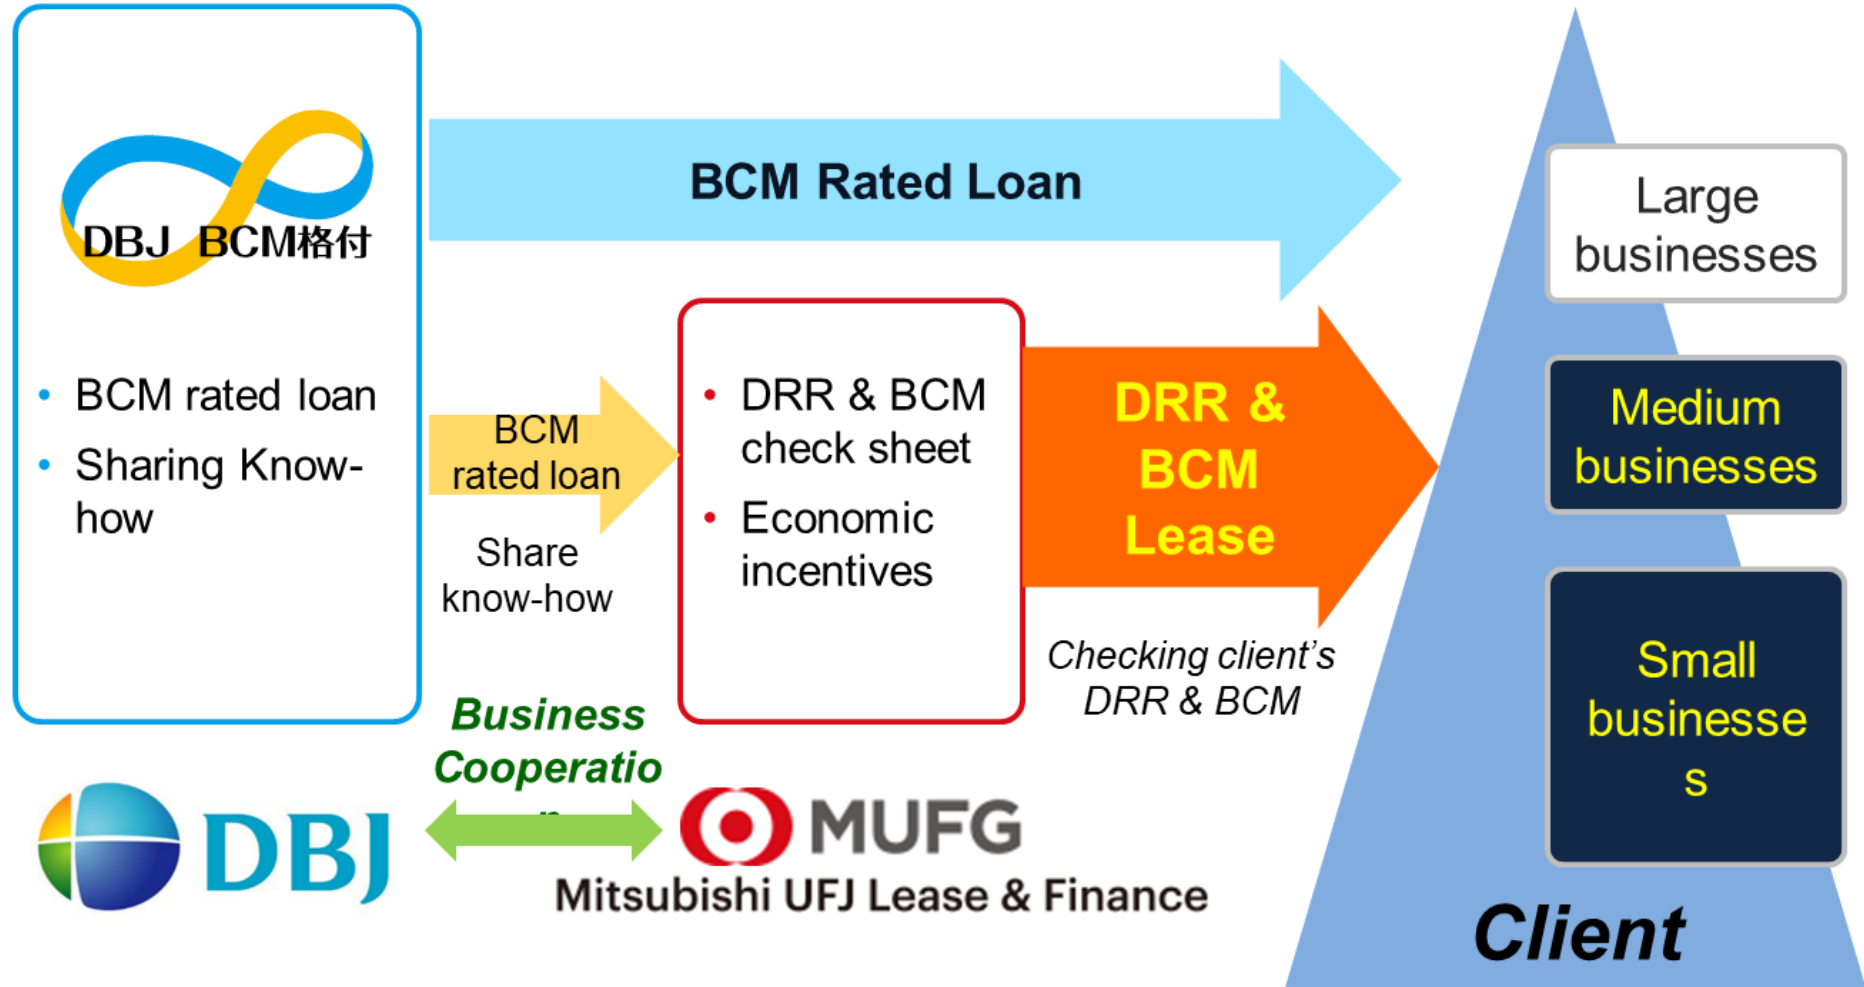 DBJ BCM格付
• BCM rated loan
• Sharing Know-
how
BCM Rated Loan
BCM
rated loan
Share
know-how
• DRR & BCM
check sheet
• Economic
incentives
DRR &
BCM
Lease
Checking client's
DRR & BCM
Business
Cooperatio
n
DBJ
MUFG
Mitsubishi UFJ Lease & Finance
Large
businesses
Medium
businesses
Small
businesse
s
Client